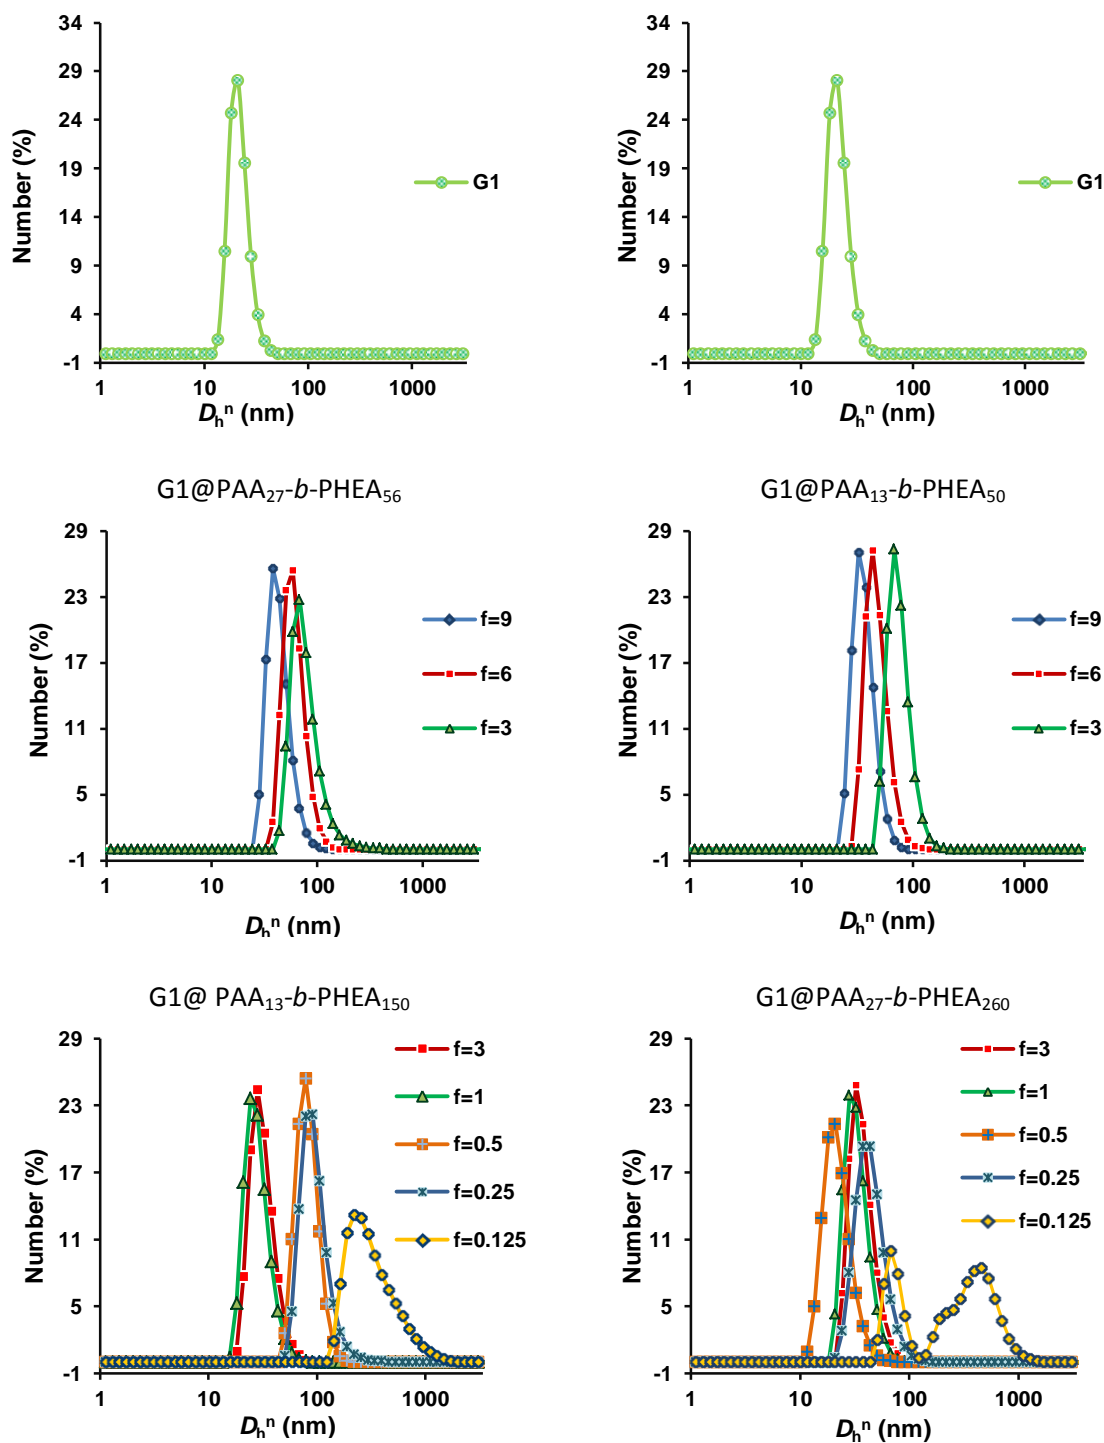 34
29
24
19
14
9
4
-1
Number (%)
1 10 100 1000
Dₕⁿ (nm)
G1
34
29
24
19
14
9
4
-1
Number (%)
1 10 100 1000
Dₕⁿ (nm)
G1
G1@PAA₂₇-b-PHEA₅₆
29
23
17
11
5
-1
Number (%)
1 10 100 1000
Dₕⁿ (nm)
f=9
f=6
f=3
G1@PAA₁₃-b-PHEA₅₀
29
23
17
11
5
-1
Number (%)
1 10 100 1000
Dₕⁿ (nm)
f=9
f=6
f=3
G1@ PAA₁₃-b-PHEA₁₅₀
29
23
17
11
5
-1
Number (%)
1 10 100 1000
Dₕⁿ (nm)
f=3
f=1
f=0.5
f=0.25
f=0.125
G1@PAA₂₇-b-PHEA₂₆₀
29
23
17
11
5
-1
Number (%)
1 10 100 1000
Dₕⁿ (nm)
f=3
f=1
f=0.5
f=0.25
f=0.125